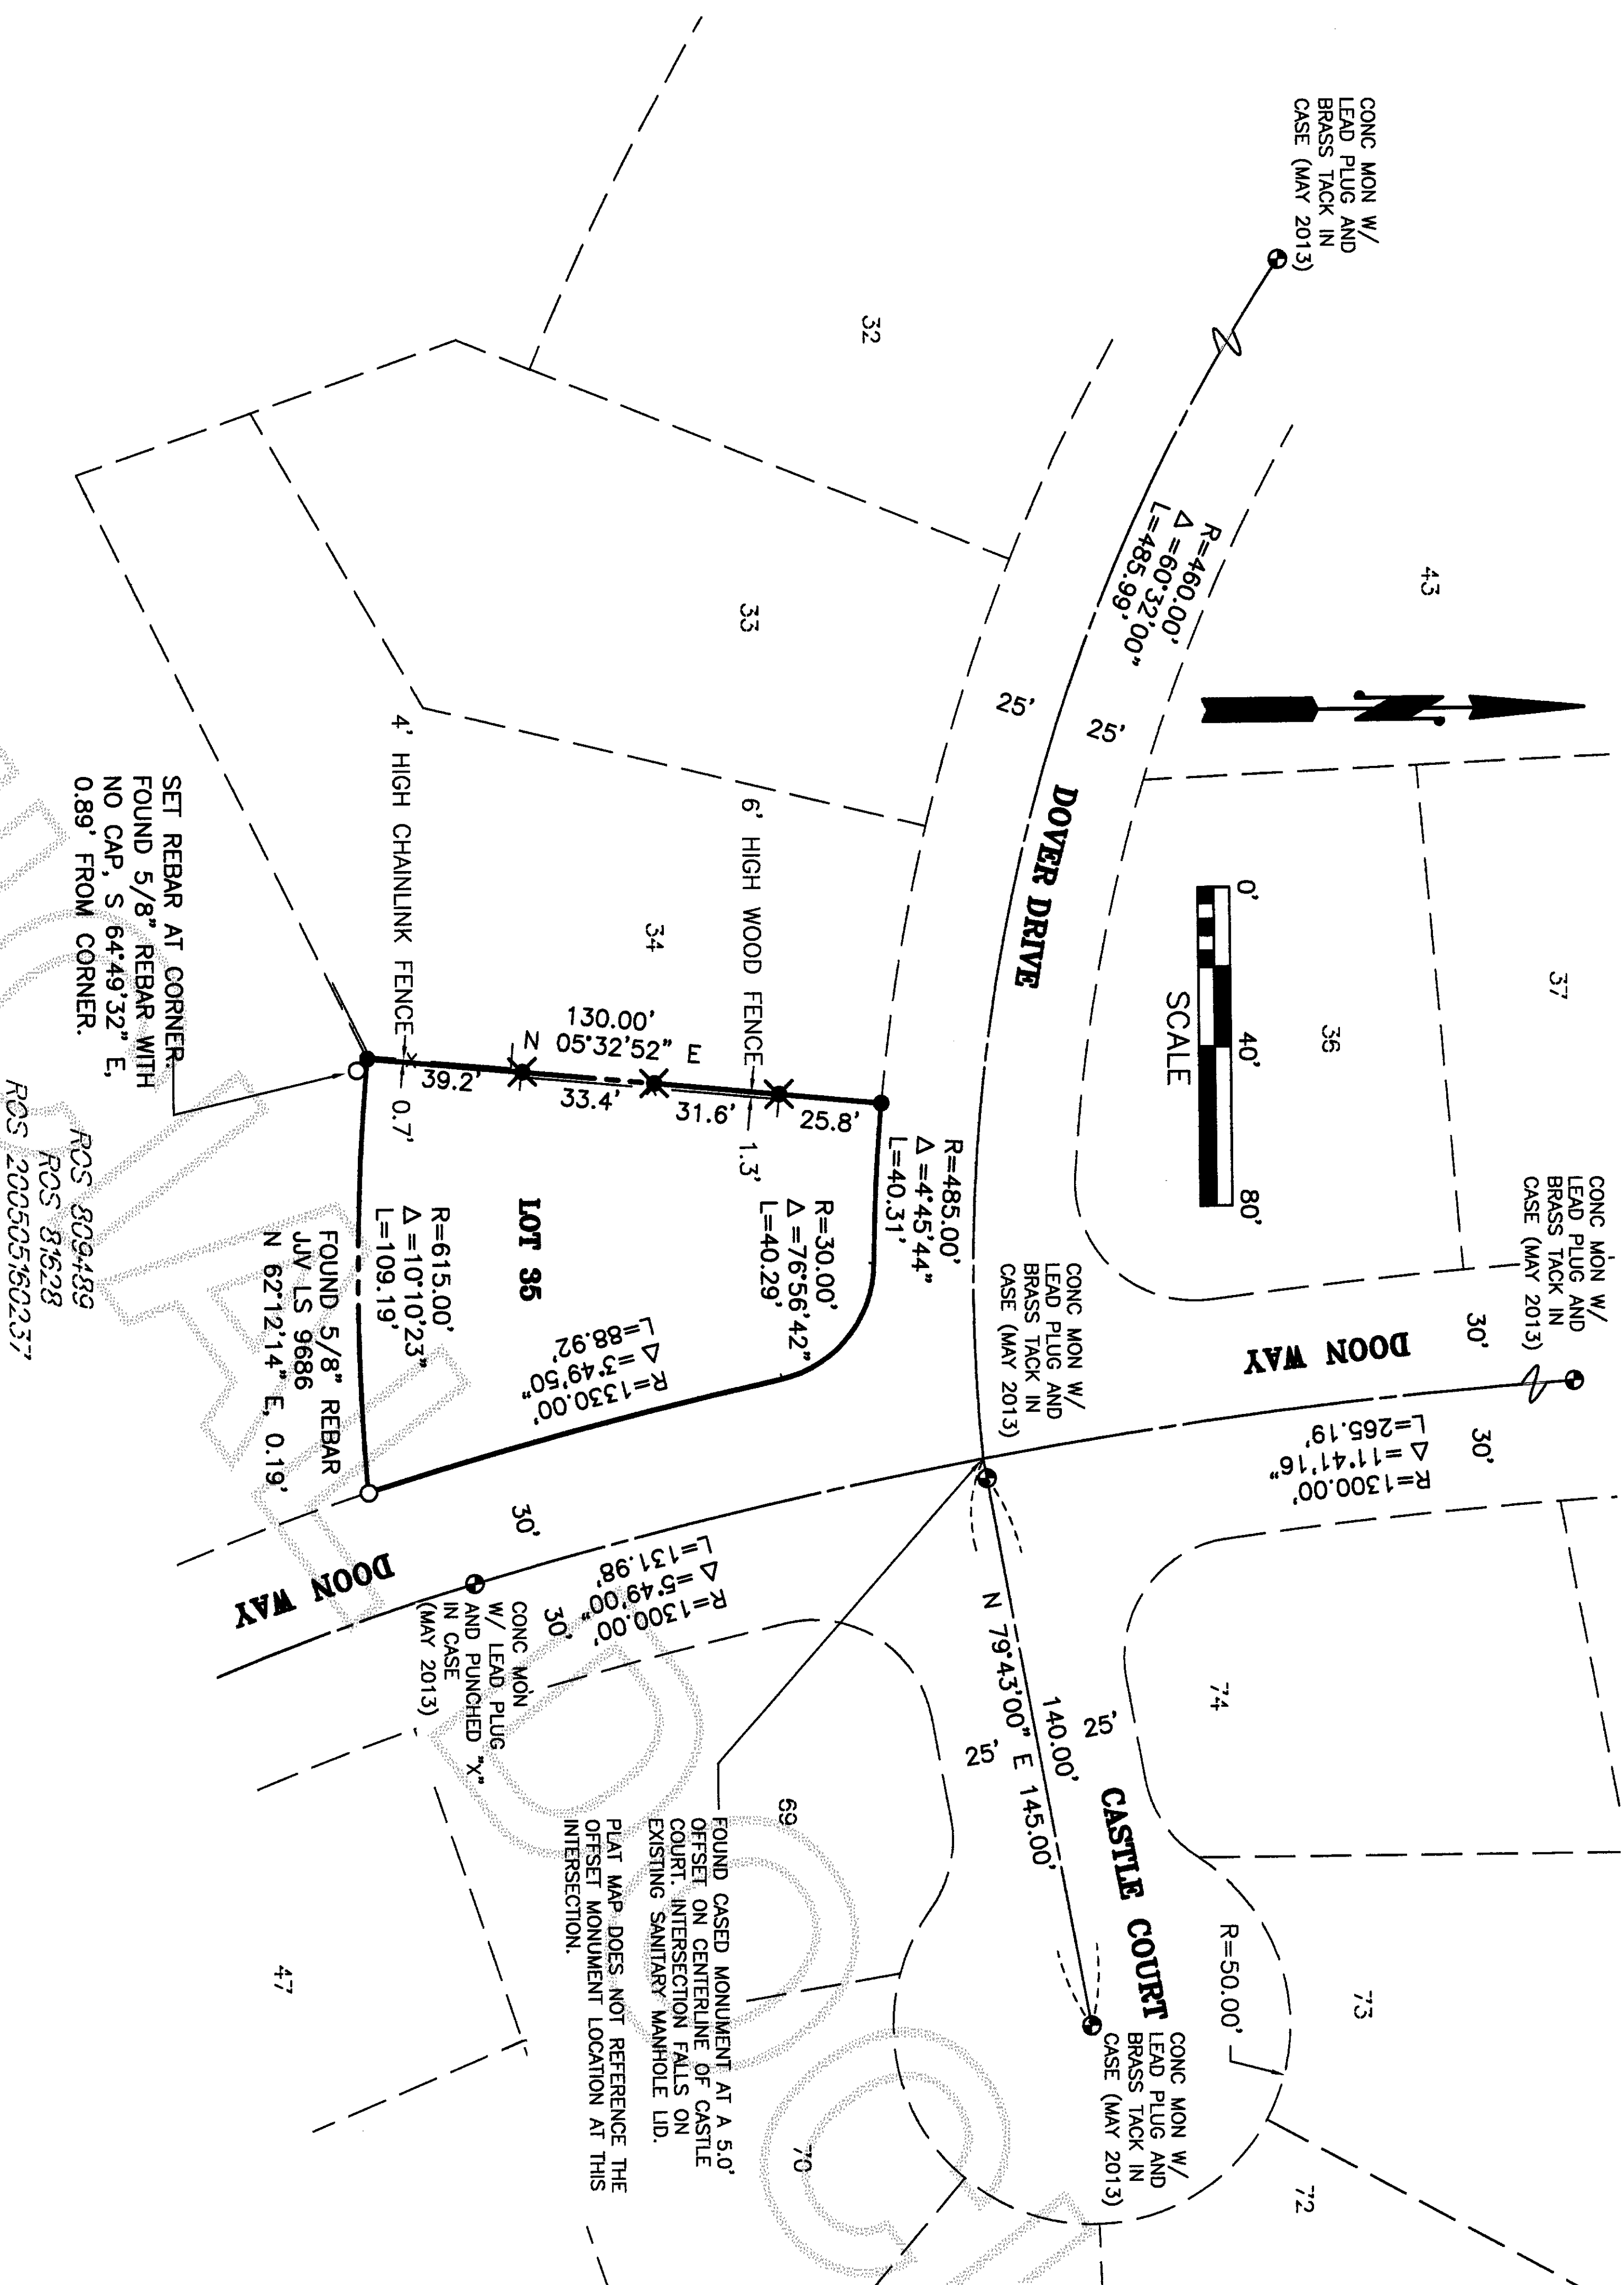 CONC MON W/
LEAD PLUG AND
BRASS TACK IN
CASE (MAY 2013)
43
37
36
32
33
34
R=460.00'
Δ =60°32'00"
L=485.99'
25'
25'
DOVER DRIVE
0'
40'
80'
SCALE
CONC MON W/
LEAD PLUG AND
BRASS TACK IN
CASE (MAY 2013)
30'
30'
DOON WAY
R=1300.00'
Δ =11°41'16"
L=265.19'
CONC MON W/
LEAD PLUG AND
BRASS TACK IN
CASE (MAY 2013)
R=485.00'
Δ =4°45'44"
L=40.31'
R=30.00'
Δ =76°56'42"
L=40.29'
6' HIGH WOOD FENCE
4' HIGH CHAINLINK FENCE
130.00'
N 05°32'52" E
39.2'
33.4'
31.6'
25.8'
0.7'
1.3'
LOT 35
R=1330.00'
Δ =3°49'50"
L=88.92'
R=615.00'
Δ =10°10'23"
L=109.19'
FOUND 5/8" REBAR
JJV LS 9686
N 62°12'14" E, 0.19'
SET REBAR AT CORNER.
FOUND 5/8" REBAR WITH
NO CAP, S 64°49'32" E,
0.89' FROM CORNER.
ROS 809489
ROS 81628
ROS 200505160237
30'
DOON WAY
R=1300.00'
Δ =5°49'00"
L=131.98'
30'
CONC MON
W/ LEAD PLUG
AND PUNCHED "X"
IN CASE
(MAY 2013)
N 79°43'00" E 145.00'
140.00'
25'
25'
CASTLE COURT
R=50.00'
CONC MON W/
LEAD PLUG AND
BRASS TACK IN
CASE (MAY 2013)
74
73
72
70
69
47
FOUND CASED MONUMENT AT A 5.0'
OFFSET ON CENTERLINE OF CASTLE
COURT. INTERSECTION FALLS ON
EXISTING SANITARY MANHOLE LID.
PLAT MAP DOES NOT REFERENCE THE
OFFSET MONUMENT LOCATION AT THIS
INTERSECTION.